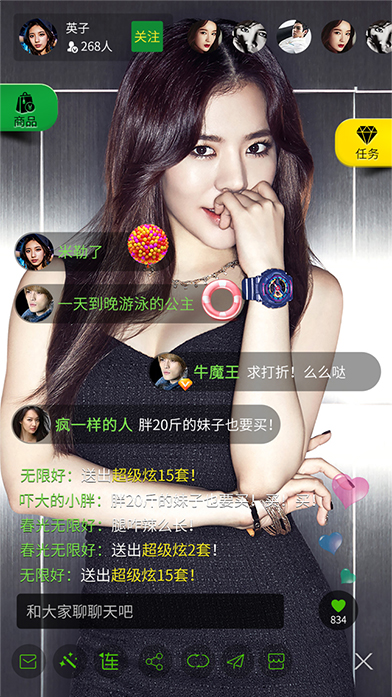 英子
268人
关注
商品
任务
米勒了
一天到晚游泳的公主
牛魔王 求打折！么么哒
疯一样的人 胖20斤的妹子也要买！
无限好：送出超级炫15套！
吓大的小胖：胖20斤的妹子也要买！买！买！
春光无限好：腿咋辣么长！
春光无限好：送出超级炫2套！
无限好：送出超级炫15套！
和大家聊聊天吧
834
连